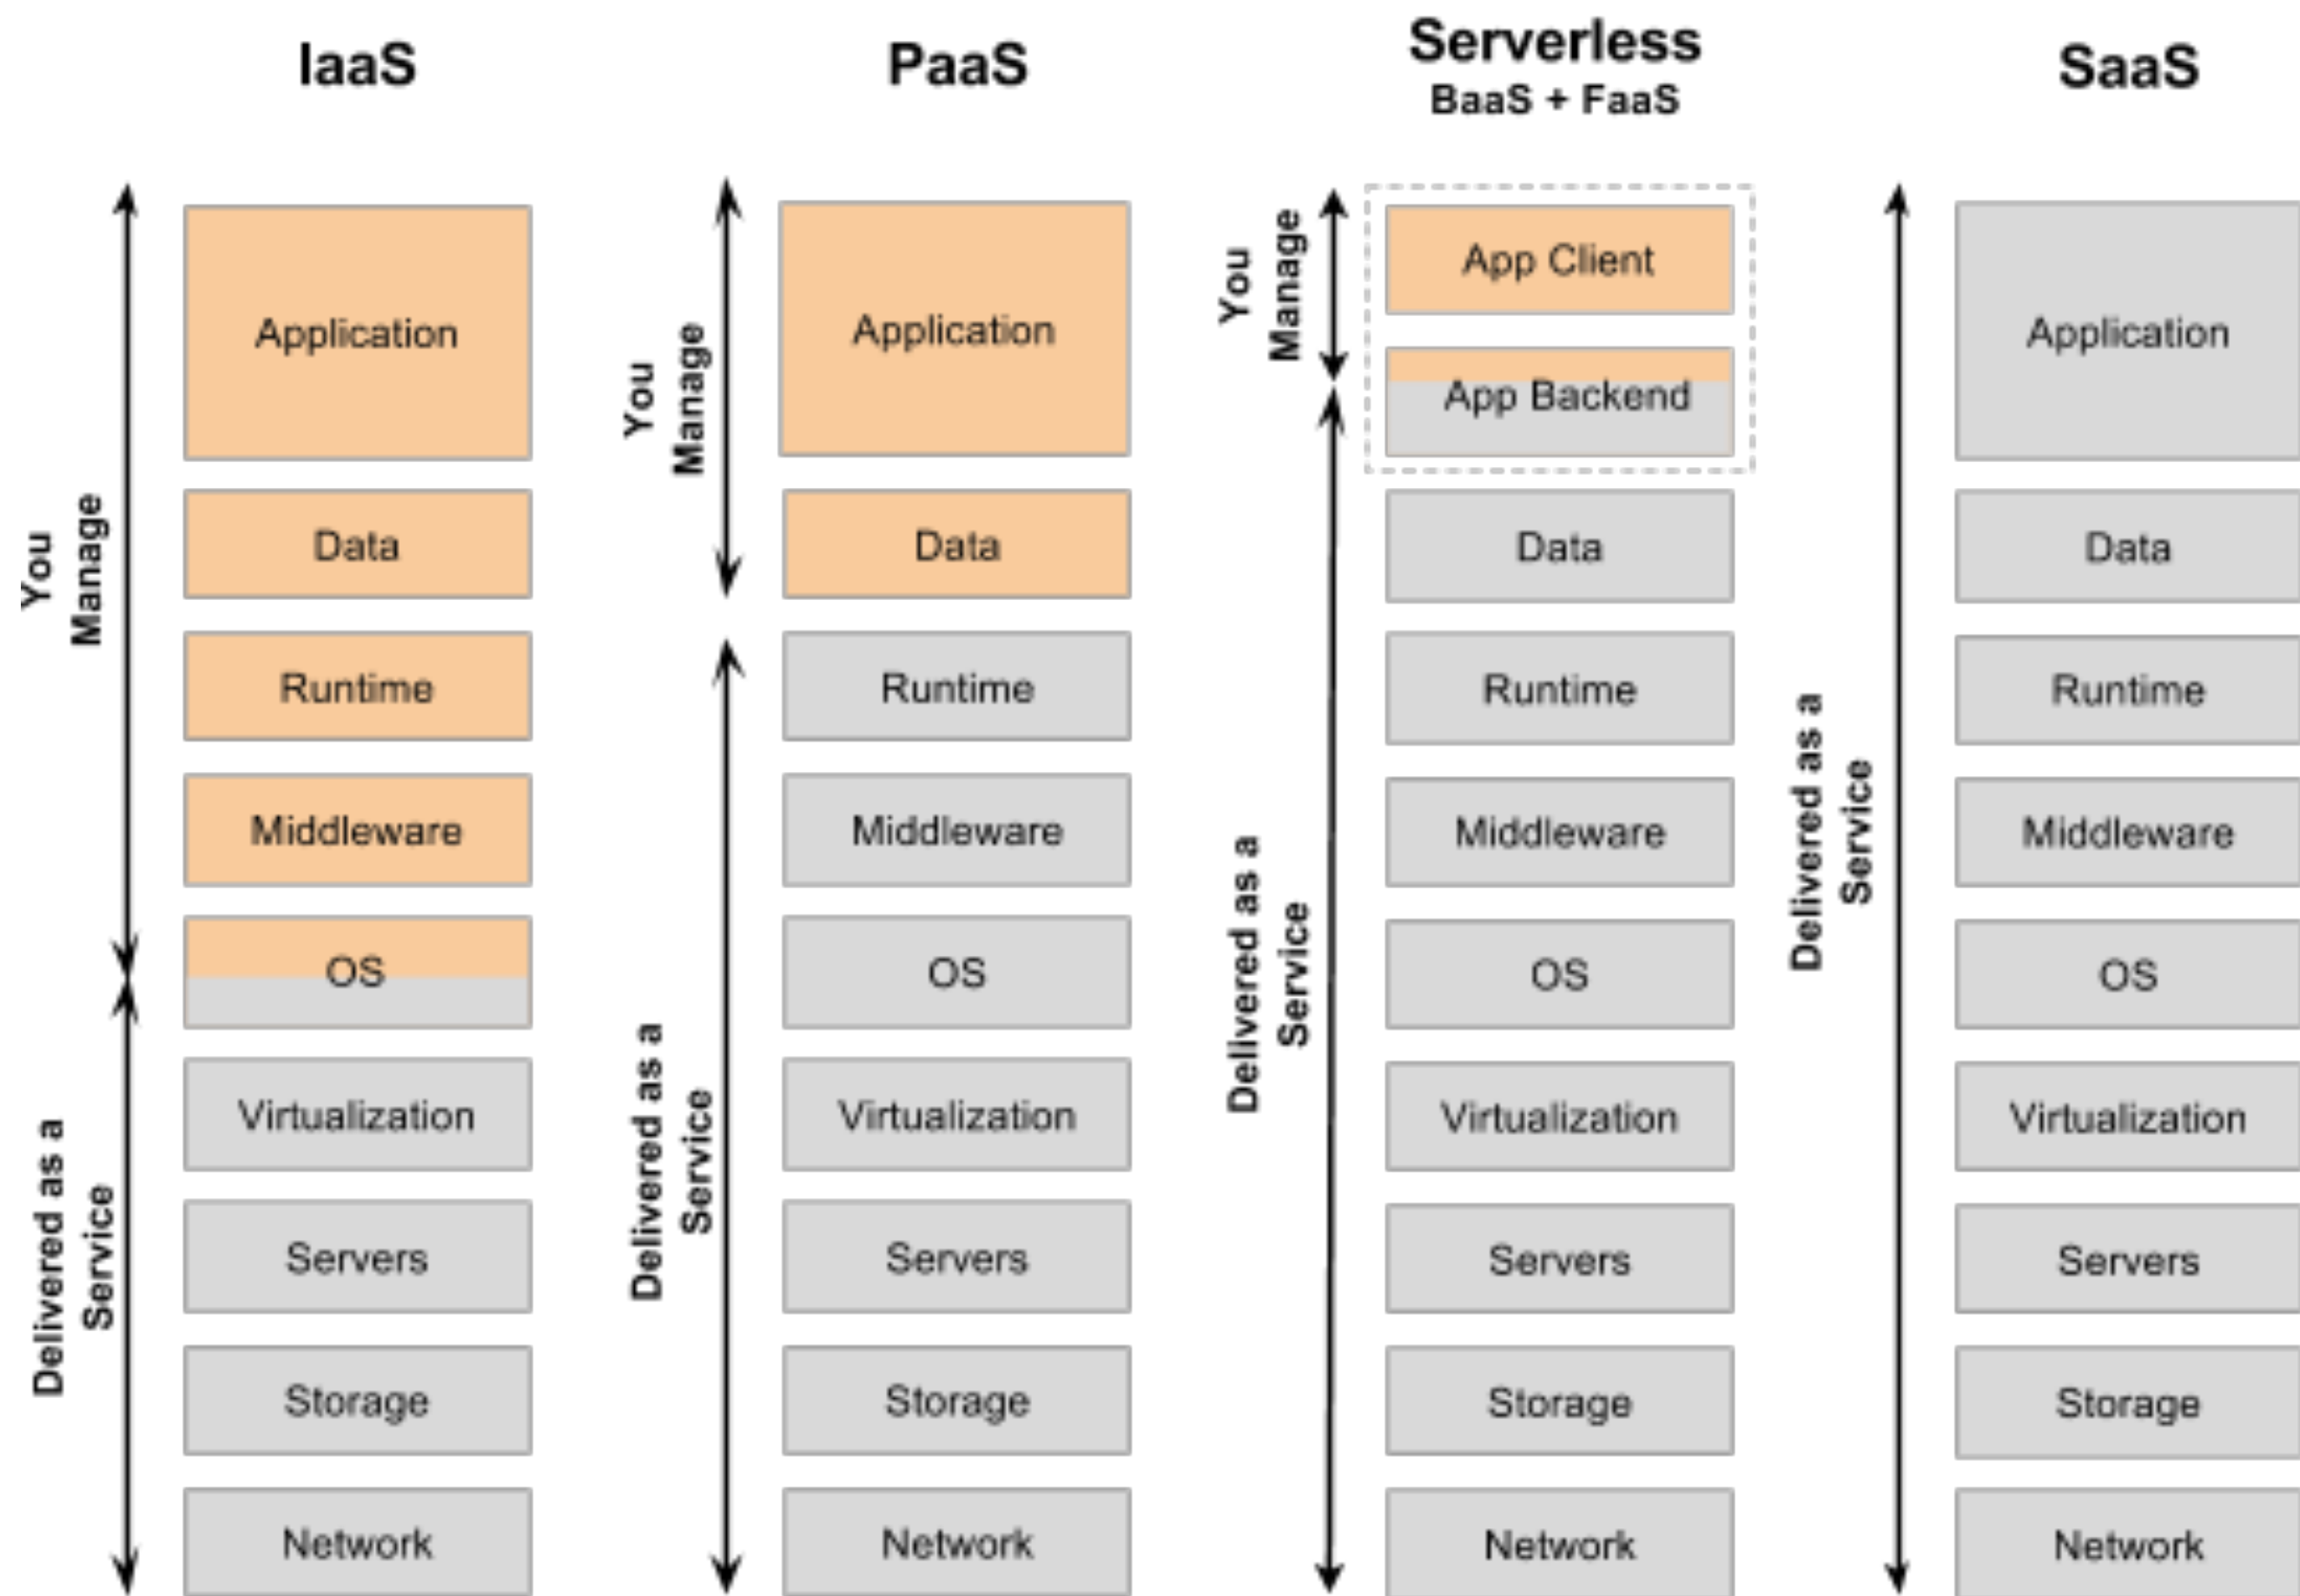 IaaS
You
Manage
Delivered as a
Service
Application
Data
Runtime
Middleware
OS
Virtualization
Servers
Storage
Network
PaaS
You
Manage
Delivered as a
Service
Application
Data
Runtime
Middleware
OS
Virtualization
Servers
Storage
Network
Serverless
BaaS + FaaS
You
Manage
Delivered as a
Service
App Client
App Backend
Data
Runtime
Middleware
OS
Virtualization
Servers
Storage
Network
SaaS
Delivered as a
Service
Application
Data
Runtime
Middleware
OS
Virtualization
Servers
Storage
Network